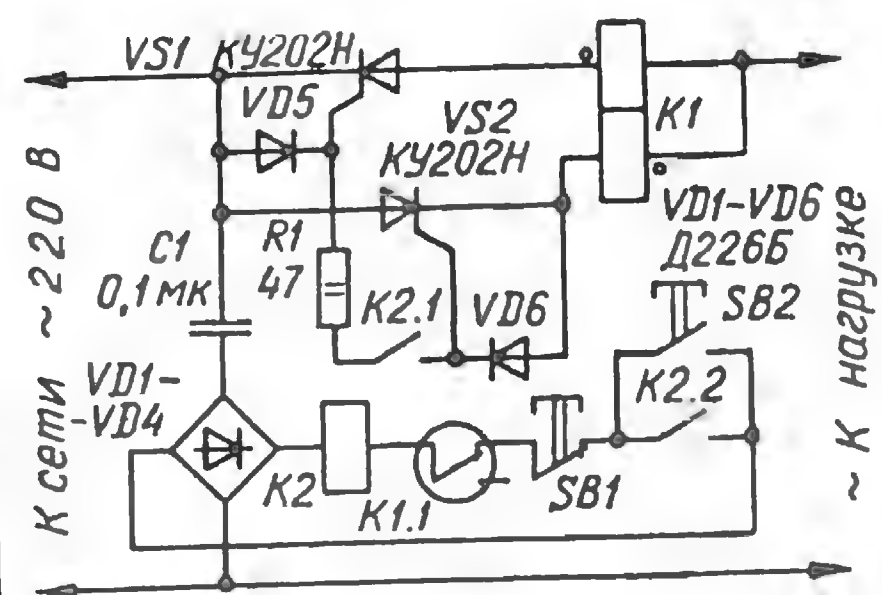 VS1 КУ202Н
VD5
VS2
КУ202Н
K1
К сети ~220 В
C1
0,1 мк
R1
47
K2.1
VD6
VD1-VD6
Д226Б
SB2
VD1-
-VD4
K2
K1.1
SB1
K2.2
~ К нагрузке